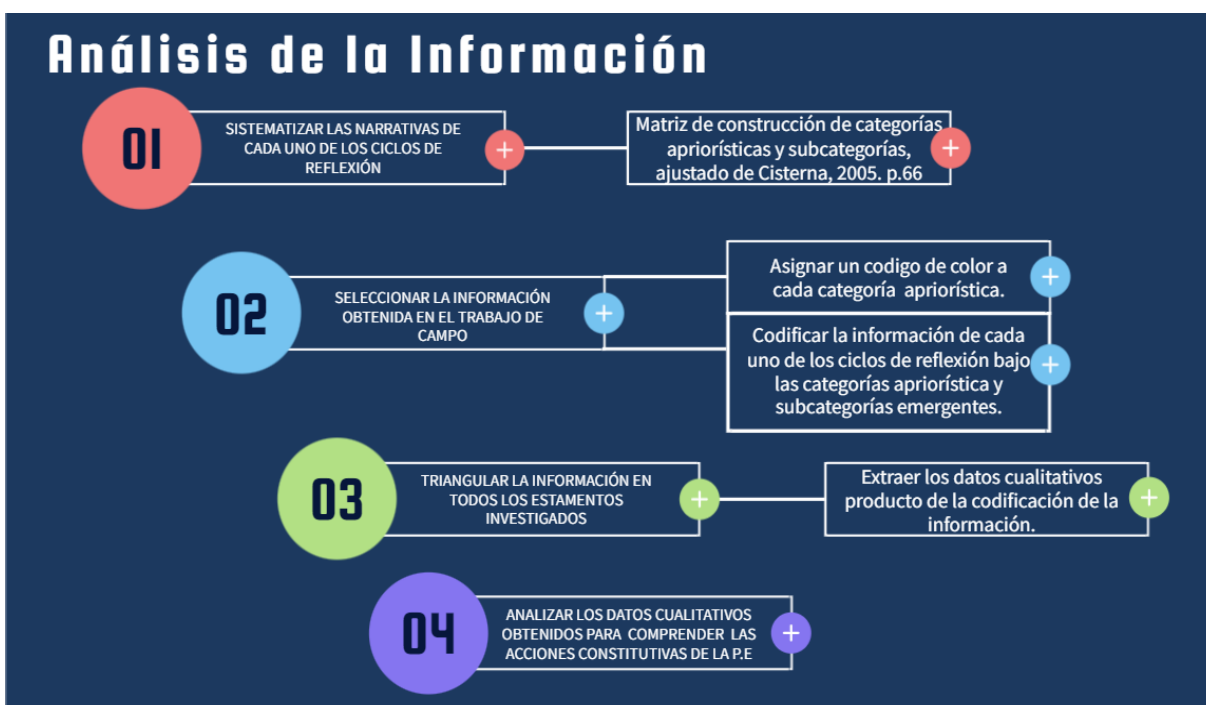 Análisis de la Información
01
SISTEMATIZAR LAS NARRATIVAS DE
CADA UNO DE LOS CICLOS DE
REFLEXIÓN
Matriz de construcción de categorías
apriorísticas y subcategorías,
ajustado de Cisterna, 2005. p.66
02
SELECCIONAR LA INFORMACIÓN
OBTENIDA EN EL TRABAJO DE
CAMPO
Asignar un codigo de color a
cada categoría apriorística.
Codificar la información de cada
uno de los ciclos de reflexión bajo
las categorías apriorística y
subcategorías emergentes.
03
TRIANGULAR LA INFORMACIÓN EN
TODOS LOS ESTAMENTOS
INVESTIGADOS
Extraer los datos cualitativos
producto de la codificación de la
información.
04
ANALIZAR LOS DATOS CUALITATIVOS
OBTENIDOS PARA COMPRENDER LAS
ACCIONES CONSTITUTIVAS DE LA P.E